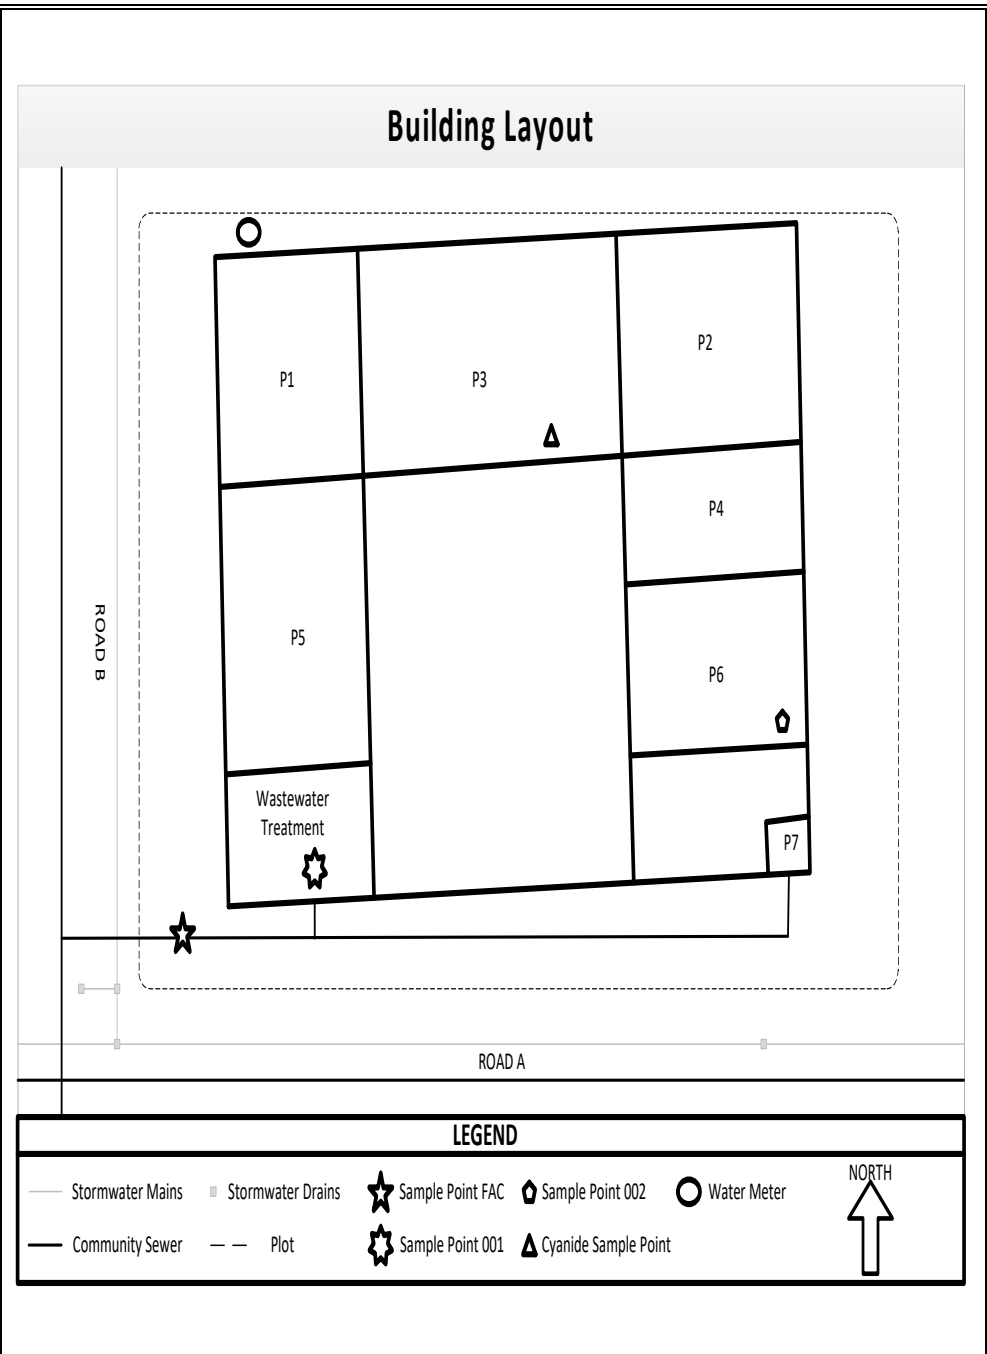 Building Layout
P1
P3
P2
P4
P5
P6
ROAD B
Wastewater
Treatment
P7
ROAD A
LEGEND
Stormwater Mains
Stormwater Drains
Sample Point FAC
Sample Point 002
Water Meter
NORTH
Community Sewer
Plot
Sample Point 001
Cyanide Sample Point